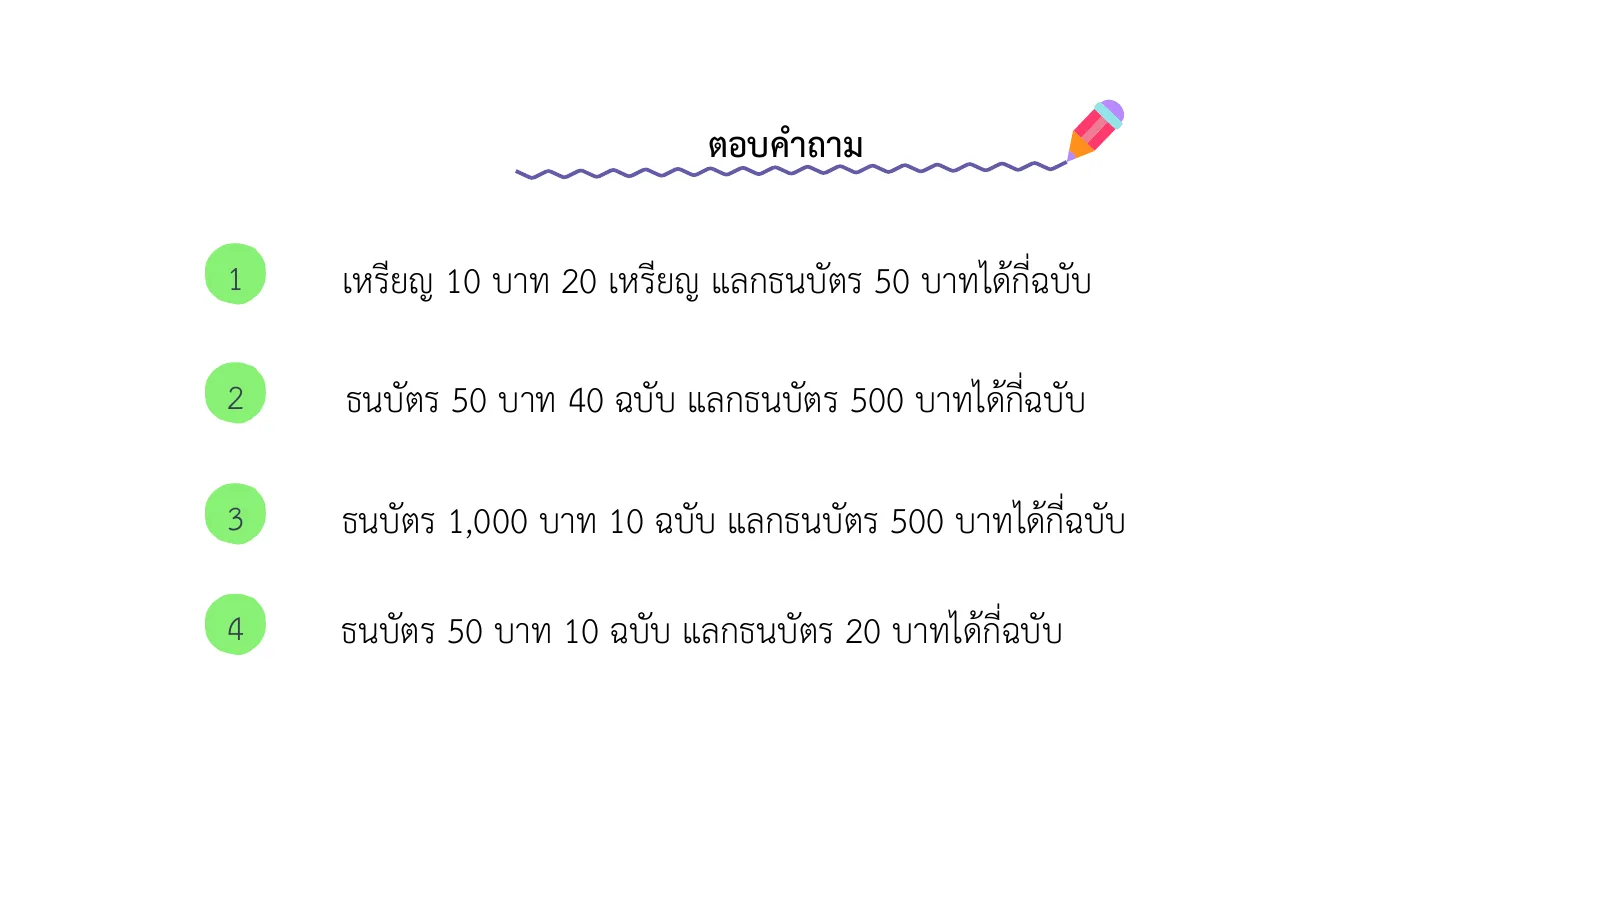 ตอบคำถาม
1 เหรียญ 10 บาท 20 เหรียญ แลกธนบัตร 50 บาทได้กี่ฉบับ
2 ธนบัตร 50 บาท 40 ฉบับ แลกธนบัตร 500 บาทได้กี่ฉบับ
3 ธนบัตร 1,000 บาท 10 ฉบับ แลกธนบัตร 500 บาทได้กี่ฉบับ
4 ธนบัตร 50 บาท 10 ฉบับ แลกธนบัตร 20 บาทได้กี่ฉบับ